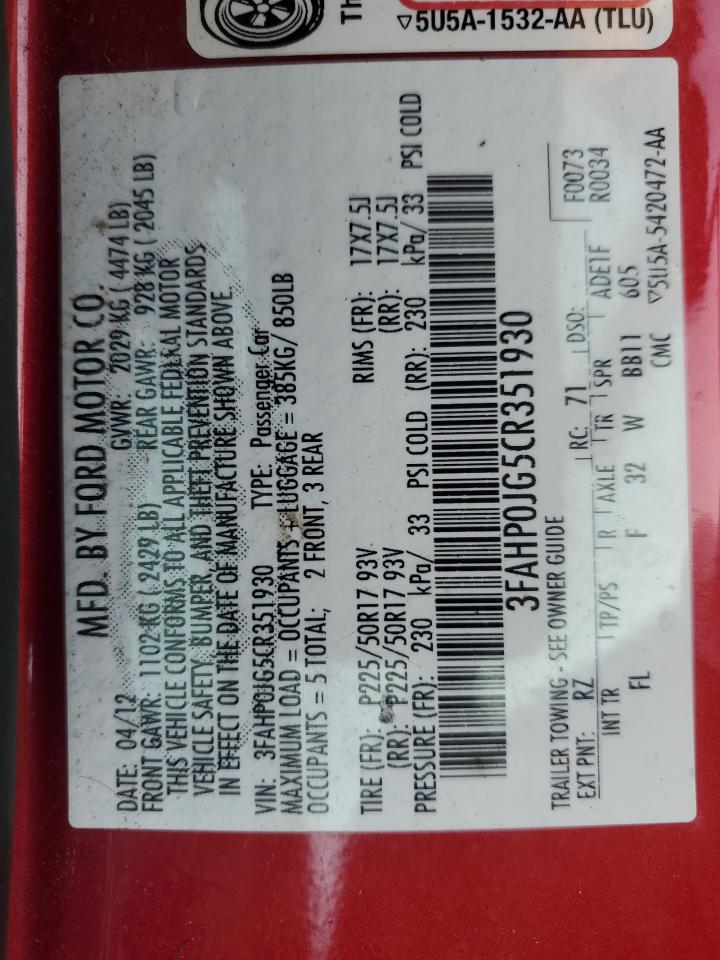 Th
▽5U5A-1532-AA (TLU)
MFD. BY FORD MOTOR CO.
DATE: 04/12 GVWR: 2029 KG ( 4474 LB)
FRONT GAWR: 1102 KG ( 2429 LB) REAR GAWR: 928 KG ( 2045 LB)
THIS VEHICLE CONFORMS TO ALL APPLICABLE FEDERAL MOTOR
VEHICLE SAFETY, BUMPER, AND THEFT PREVENTION STANDARDS
IN EFFECT ON THE DATE OF MANUFACTURE SHOWN ABOVE.
VIN: 3FAHP0JG5CR351930 TYPE: Passenger Car
MAXIMUM LOAD = OCCUPANTS + LUGGAGE = 385KG/ 850LB
OCCUPANTS = 5 TOTAL; 2 FRONT, 3 REAR
TIRE (FR): P225/50R17 93V RIMS (FR): 17X7.5J
(RR): P225/50R17 93V (RR): 17X7.5J
PRESSURE (FR): 230 kPa/ 33 PSI COLD (RR): 230 kPa/ 33 PSI COLD
3FAHP0JG5CR351930
TRAILER TOWING - SEE OWNER GUIDE
EXT PNT: RZ RC: 71 DSO: F0073
INT TR TP/PS R AXLE TR SPR ADE1F R0034
FL F 32 W BB11 605
CMC ▽5U5A-5420472-AA